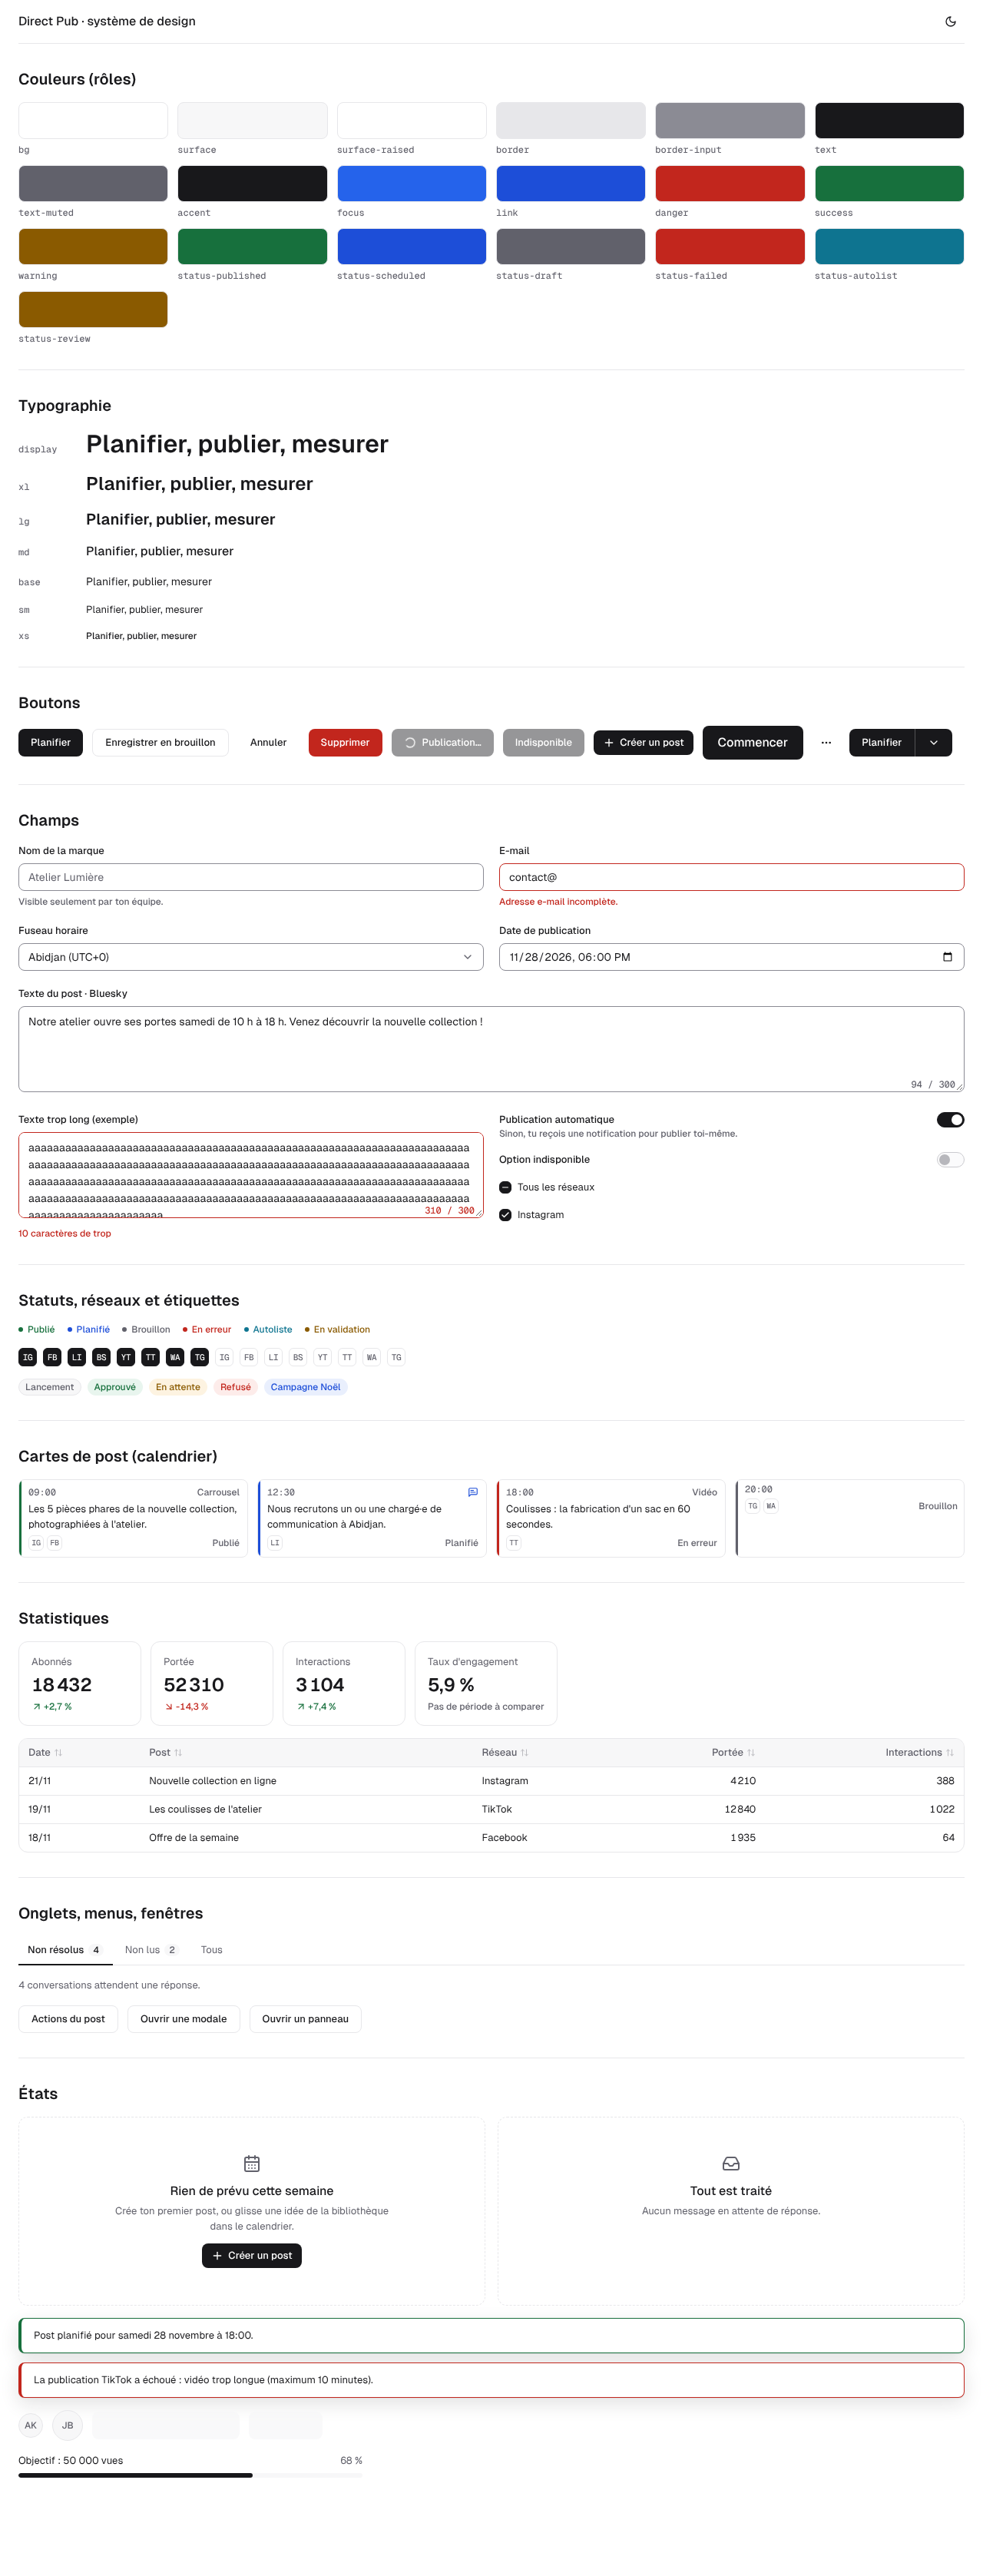 Direct Pub · système de design
Couleurs (rôles)
bg
surface
surface-raised
border
border-input
text
text-muted
accent
focus
link
danger
success
warning
status-published
status-scheduled
status-draft
status-failed
status-autolist
status-review
Typographie
display Planifier, publier, mesurer
xl Planifier, publier, mesurer
lg Planifier, publier, mesurer
md Planifier, publier, mesurer
base Planifier, publier, mesurer
sm Planifier, publier, mesurer
xs Planifier, publier, mesurer
Boutons
Planifier
Enregistrer en brouillon
Annuler
Supprimer
Publication…
Indisponible
Créer un post
Commencer
Planifier
Champs
Nom de la marque
Atelier Lumière
Visible seulement par ton équipe.
E-mail
contact@
Adresse e-mail incomplète.
Fuseau horaire
Abidjan (UTC+0)
Date de publication
11/28/2026, 06:00 PM
Texte du post · Bluesky
Notre atelier ouvre ses portes samedi de 10 h à 18 h. Venez découvrir la nouvelle collection !
94 / 300
Texte trop long (exemple)
310 / 300
10 caractères de trop
Publication automatique
Sinon, tu reçois une notification pour publier toi-même.
Option indisponible
Tous les réseaux
Instagram
Statuts, réseaux et étiquettes
Publié Planifié Brouillon En erreur Autoliste En validation
IG FB LI BS YT TT WA TG IG FB LI BS YT TT WA TG
Lancement Approuvé En attente Refusé Campagne Noël
Cartes de post (calendrier)
09:00 Carrousel
Les 5 pièces phares de la nouvelle collection,
photographiées à l'atelier.
IG FB Publié
12:30
Nous recrutons un ou une chargé·e de
communication à Abidjan.
LI Planifié
18:00 Vidéo
Coulisses : la fabrication d'un sac en 60
secondes.
TT En erreur
20:00
TG WA Brouillon
Statistiques
Abonnés
18 432
+2,7 %
Portée
52 310
-14,3 %
Interactions
3 104
+7,4 %
Taux d'engagement
5,9 %
Pas de période à comparer
Date Post Réseau Portée Interactions
21/11 Nouvelle collection en ligne Instagram 4 210 388
19/11 Les coulisses de l'atelier TikTok 12 840 1 022
18/11 Offre de la semaine Facebook 1 935 64
Onglets, menus, fenêtres
Non résolus 4 Non lus 2 Tous
4 conversations attendent une réponse.
Actions du post
Ouvrir une modale
Ouvrir un panneau
États
Rien de prévu cette semaine
Crée ton premier post, ou glisse une idée de la bibliothèque
dans le calendrier.
Créer un post
Tout est traité
Aucun message en attente de réponse.
Post planifié pour samedi 28 novembre à 18:00.
La publication TikTok a échoué : vidéo trop longue (maximum 10 minutes).
AK JB
Objectif : 50 000 vues 68 %